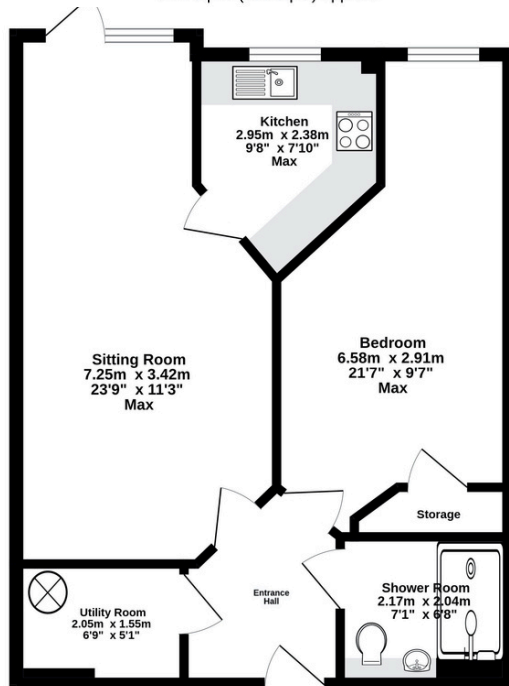 Kitchen
2.95m x 2.38m
9'8" x 7'10"
Max
Sitting Room
7.25m x 3.42m
23'9" x 11'3"
Max
Bedroom
6.58m x 2.91m
21'7" x 9'7"
Max
Storage
Entrance
Hall
Utility Room
2.05m x 1.55m
6'9" x 5'1"
Shower Room
2.17m x 2.04m
7'1" x 6'8"